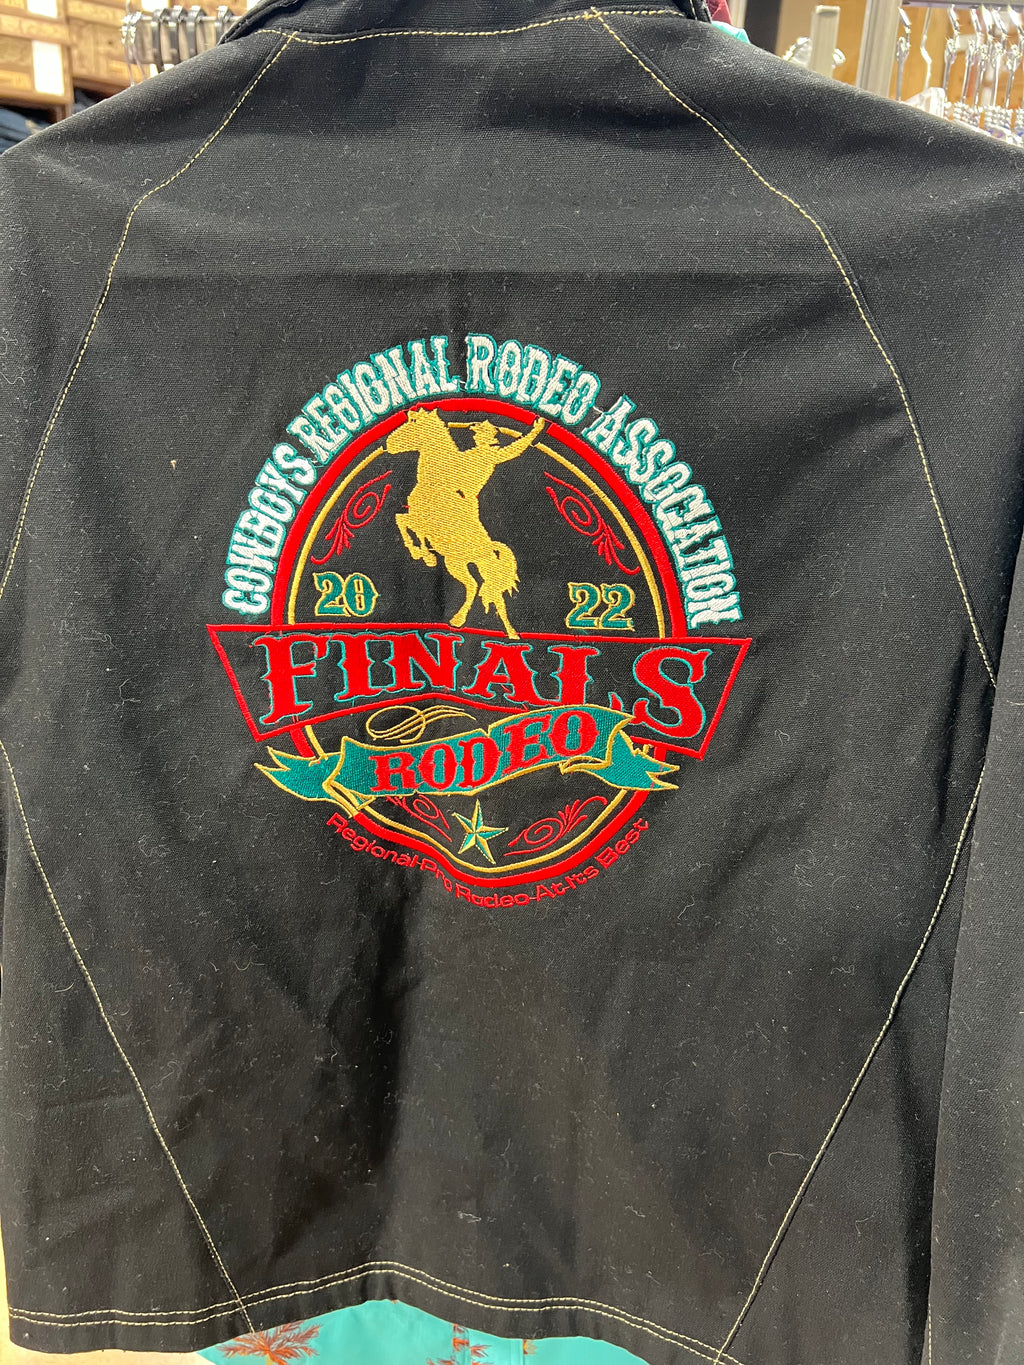 COWBOYS REGIONAL RODEO ASSOCIATION
20 22
FINALS
RODEO
Regional-Pro Rodeo-At-Its Best